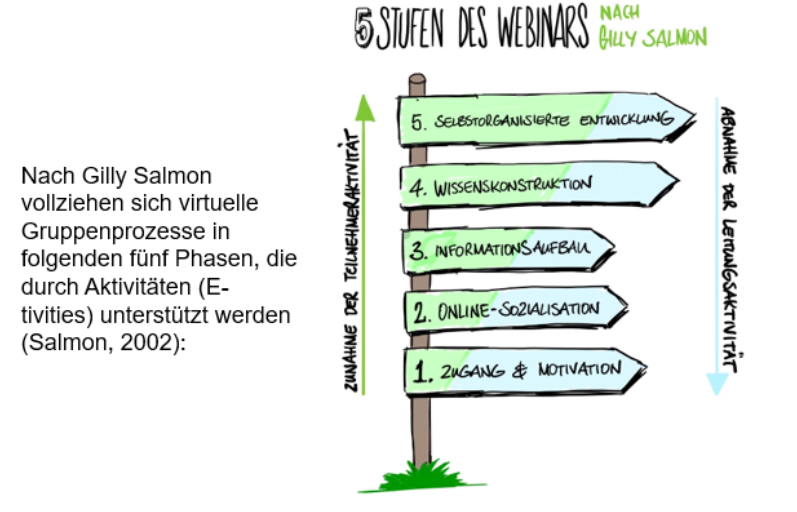 5 STUFEN DES WEBINARS
NACH
GILLY SALMON
Nach Gilly Salmon
vollziehen sich virtuelle
Gruppenprozesse in
folgenden fünf Phasen, die
durch Aktivitäten (E-
tivities) unterstützt werden
(Salmon, 2002):
ZUNAHME DER TEILNEHMERAKTIVITÄT
5. SELBSTORGANISIERTE ENTWICKLUNG
4. WISSENSKONSTRUKTION
3. INFORMATIONSAUFBAU
2. ONLINE-SOZIALISATION
1. ZUGANG & MOTIVATION
ABNAHME DER LEITUNGSAKTIVITÄT